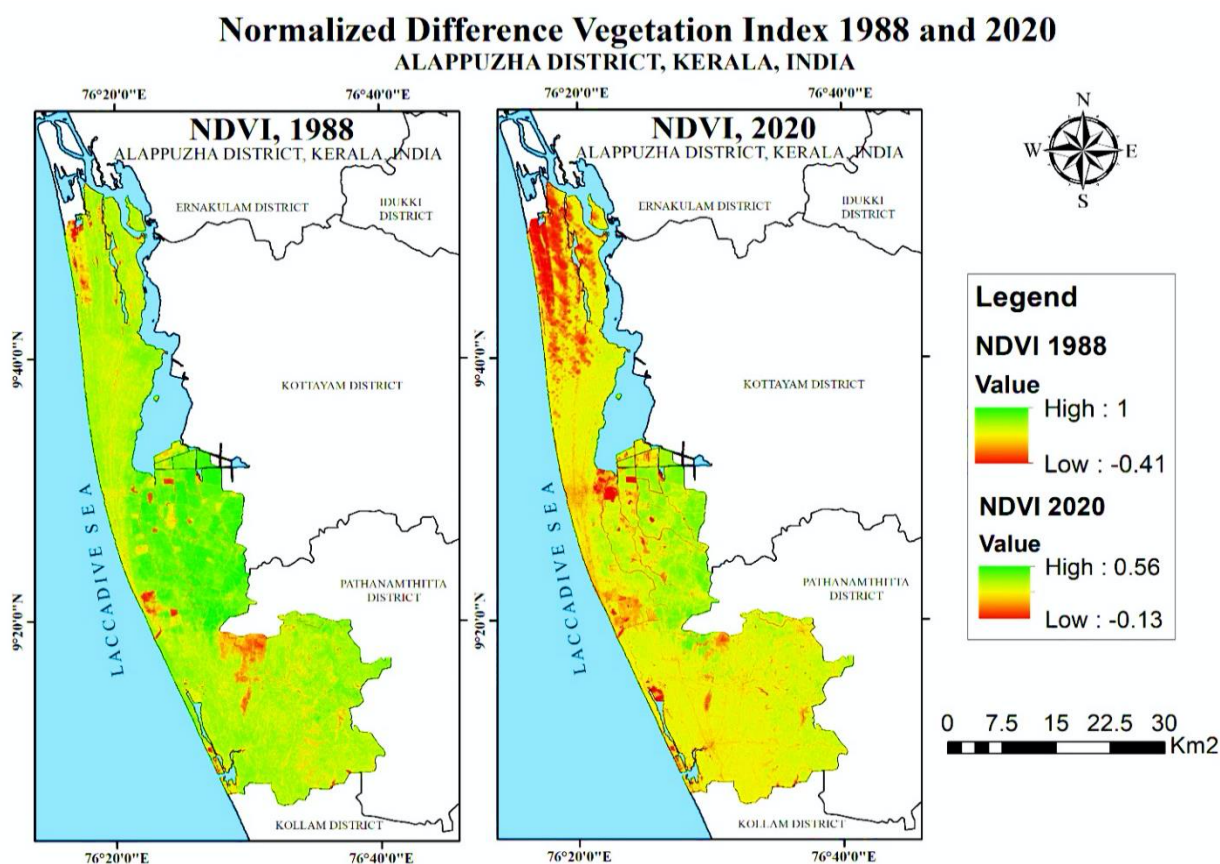 Normalized Difference Vegetation Index 1988 and 2020
ALAPPUZHA DISTRICT, KERALA, INDIA
76°20'0"E
76°40'0"E
NDVI, 1988
ALAPPUZHA DISTRICT, KERALA, INDIA
ERNAKULAM DISTRICT
IDUKKI
DISTRICT
9°40'0"N
KOTTAYAM DISTRICT
LACCADIVE SEA
PATHANAMTHITTA
DISTRICT
9°20'0"N
KOLLAM DISTRICT
76°20'0"E
76°40'0"E
76°20'0"E
76°40'0"E
NDVI, 2020
ALAPPUZHA DISTRICT, KERALA, INDIA
ERNAKULAM DISTRICT
IDUKKI
DISTRICT
9°40'0"N
KOTTAYAM DISTRICT
LACCADIVE SEA
PATHANAMTHITTA
DISTRICT
9°20'0"N
KOLLAM DISTRICT
76°20'0"E
76°40'0"E
N
W E
S
Legend
NDVI 1988
Value
High : 1
Low : -0.41
NDVI 2020
Value
High : 0.56
Low : -0.13
0 7.5 15 22.5 30
Km2